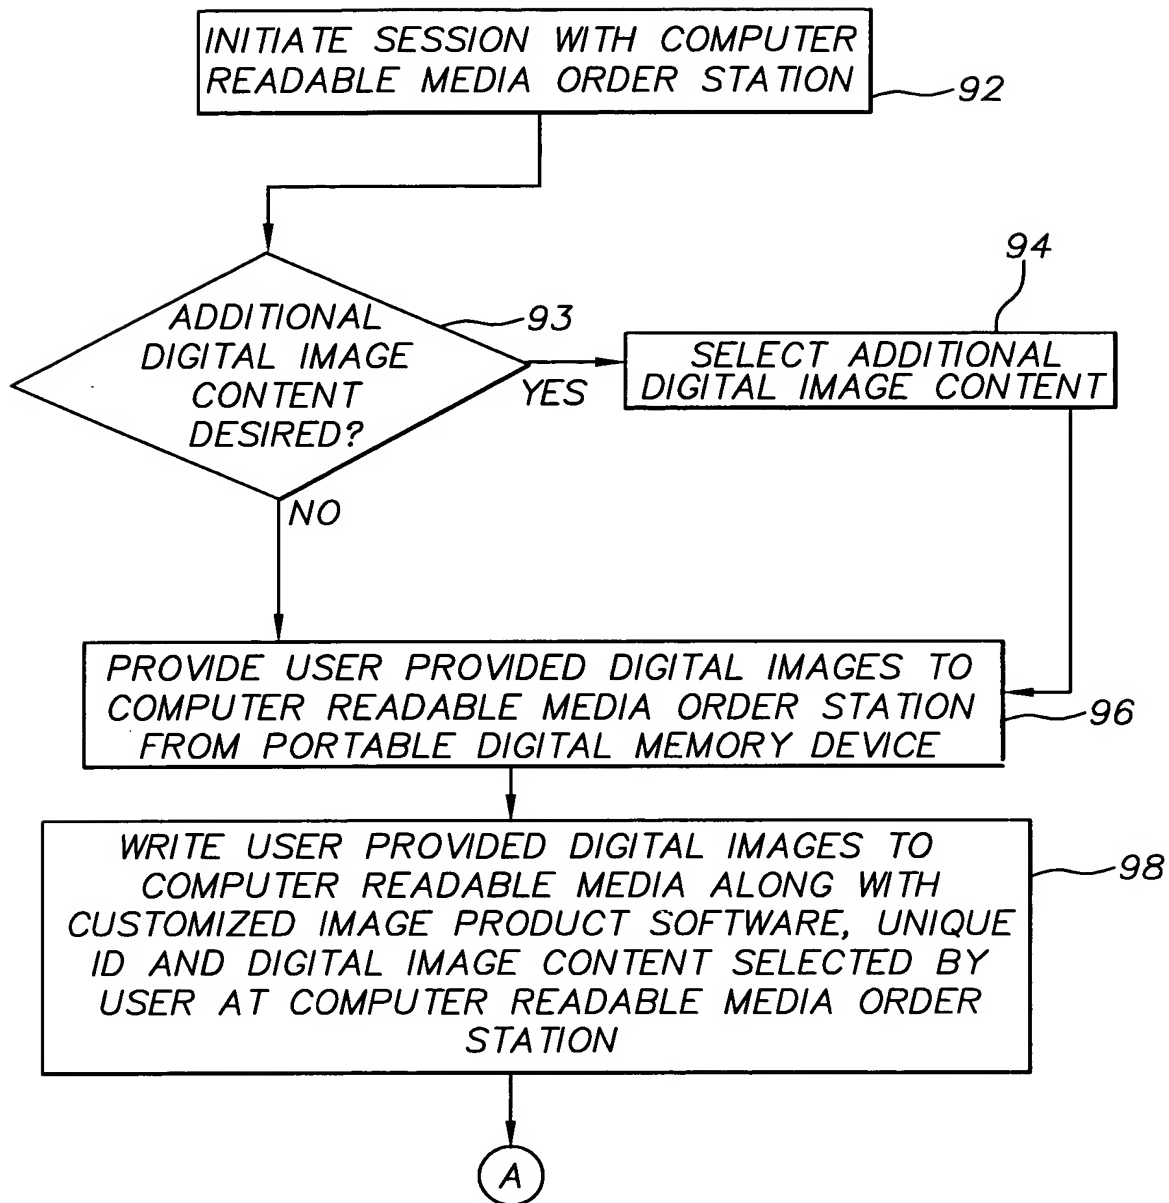 INITIATE SESSION WITH COMPUTER
READABLE MEDIA ORDER STATION
92
94
ADDITIONAL
DIGITAL IMAGE
CONTENT
DESIRED?
93
YES
SELECT ADDITIONAL
DIGITAL IMAGE CONTENT
NO
PROVIDE USER PROVIDED DIGITAL IMAGES TO
COMPUTER READABLE MEDIA ORDER STATION
FROM PORTABLE DIGITAL MEMORY DEVICE
96
WRITE USER PROVIDED DIGITAL IMAGES TO
COMPUTER READABLE MEDIA ALONG WITH
CUSTOMIZED IMAGE PRODUCT SOFTWARE, UNIQUE
ID AND DIGITAL IMAGE CONTENT SELECTED BY
USER AT COMPUTER READABLE MEDIA ORDER
STATION
98
A